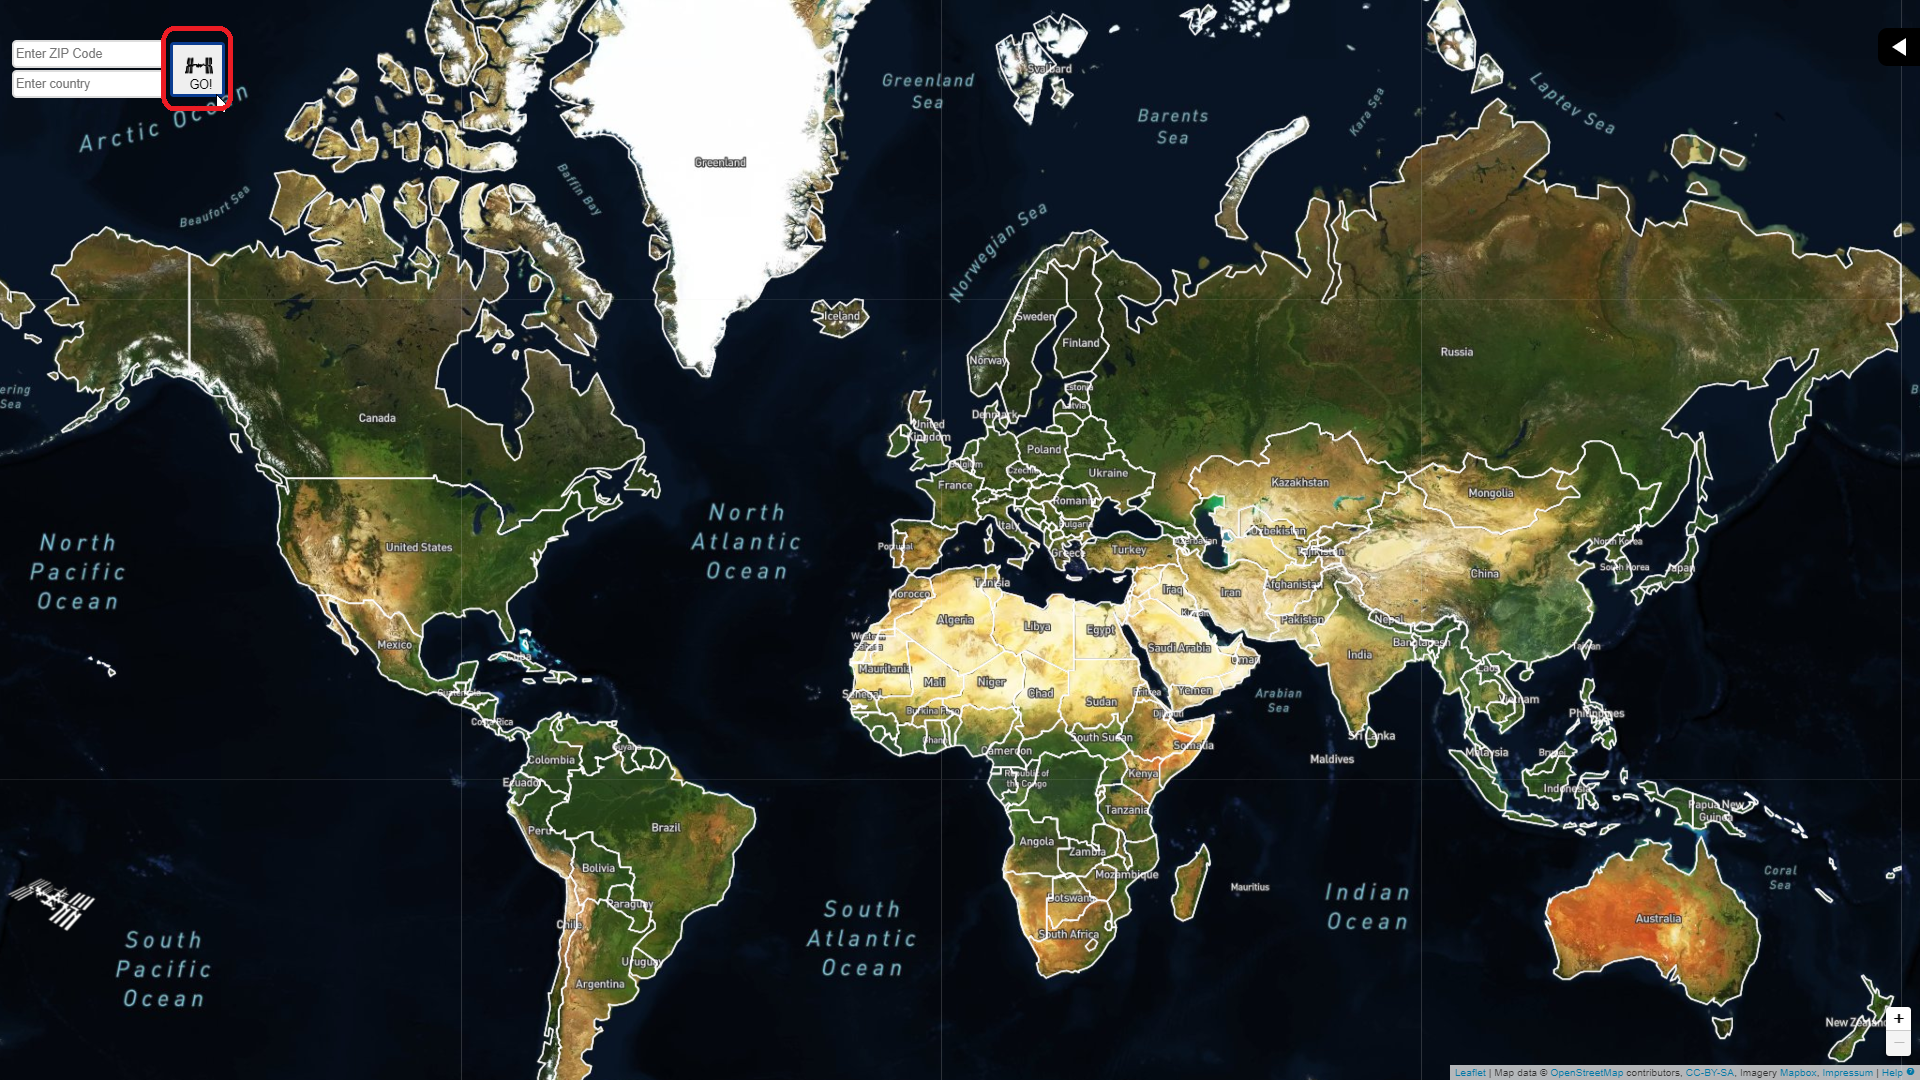 Enter ZIP Code
Enter country
GO!
Arctic Ocean
Beaufort Sea
Baffin Bay
Greenland
Greenland
Sea
Svalbard
Barents
Sea
Kara Sea
Laptev Sea
Norwegian Sea
Iceland
Sweden
Norway
Finland
Russia
Estonia
Latvia
Denmark
United
Kingdom
Canada
ering
Sea
B
Poland
Belgium
Czechia
Ukraine
France
Romania
Italy
Bulgaria
Portugal
Greece
Turkey
Azerbaijan
Kazakhstan
Mongolia
Uzbekistan
Tajikistan
North Korea
South Korea
Japan
China
United States
North
Atlantic
Ocean
North
Pacific
Ocean
Tunisia
Morocco
Algeria
Libya
Egypt
Iraq
Iran
Afghanistan
Kuwait
Pakistan
Nepal
Bangladesh
Taiwan
Western
Sahara
Saudi Arabia
Oman
India
Laos
Mexico
Cuba
Mauritania
Mali
Niger
Chad
Sudan
Eritrea
Yemen
Arabian
Sea
Senegal
Burkina Faso
Djibouti
Vietnam
Philippines
Guatemala
Costa Rica
Ghana
Cameroon
South Sudan
Somalia
Sri Lanka
Maldives
Malaysia
Brunei
Guyana
Colombia
Ecuador
Republic of
the Congo
Kenya
Indonesia
Tanzania
Papua New
Guinea
Peru
Brazil
Angola
Zambia
Bolivia
Mozambique
Mauritius
Coral
Sea
Botswana
Paraguay
Chile
South Africa
Indian
Ocean
Australia
South
Atlantic
Ocean
South
Pacific
Ocean
Uruguay
Argentina
New Zealand
+
−
Leaflet | Map data © OpenStreetMap contributors, CC-BY-SA, Imagery Mapbox, Impressum | Help ?